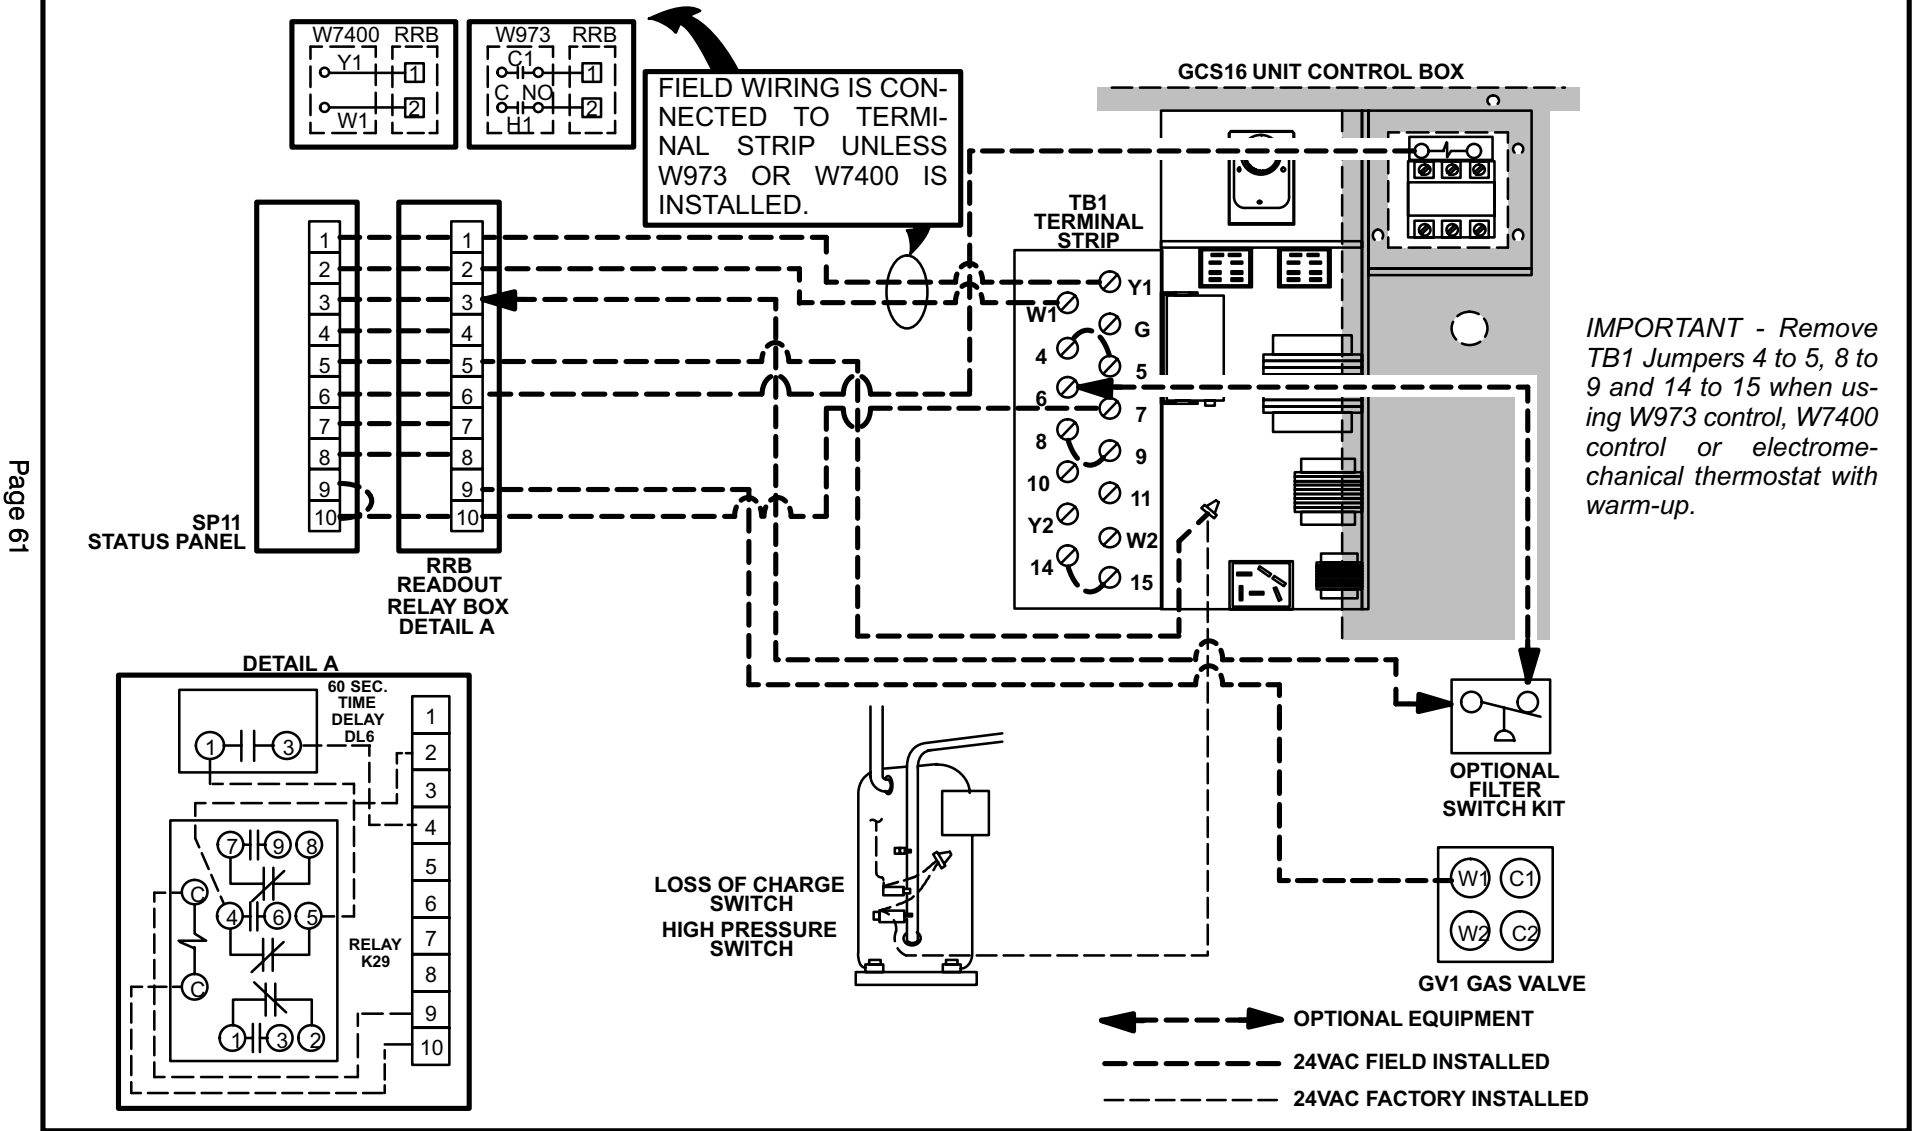 W7400 RRB
Y1
1
2
W1
W973 RRB
C1
1
C NO
2
H1
FIELD WIRING IS CON-
NECTED TO TERMI-
NAL STRIP UNLESS
W973 OR W7400 IS
INSTALLED.
GCS16 UNIT CONTROL BOX
TB1
TERMINAL
STRIP
Y1
W1
G
4
5
6
7
8
9
10
11
Y2
W2
14
15
IMPORTANT - Remove
TB1 Jumpers 4 to 5, 8 to
9 and 14 to 15 when us-
ing W973 control, W7400
control or electrome-
chanical thermostat with
warm-up.
1
2
3
4
5
6
7
8
9
10
SP11
STATUS PANEL
1
2
3
4
5
6
7
8
9
10
RRB
READOUT
RELAY BOX
DETAIL A
Page 61
DETAIL A
60 SEC.
TIME
DELAY
DL6
1 3
7 9 8
C
4 6 5
RELAY
K29
C
1 3 2
1
2
3
4
5
6
7
8
9
10
LOSS OF CHARGE
SWITCH
HIGH PRESSURE
SWITCH
OPTIONAL
FILTER
SWITCH KIT
W1 C1
W2 C2
GV1 GAS VALVE
OPTIONAL EQUIPMENT
24VAC FIELD INSTALLED
24VAC FACTORY INSTALLED